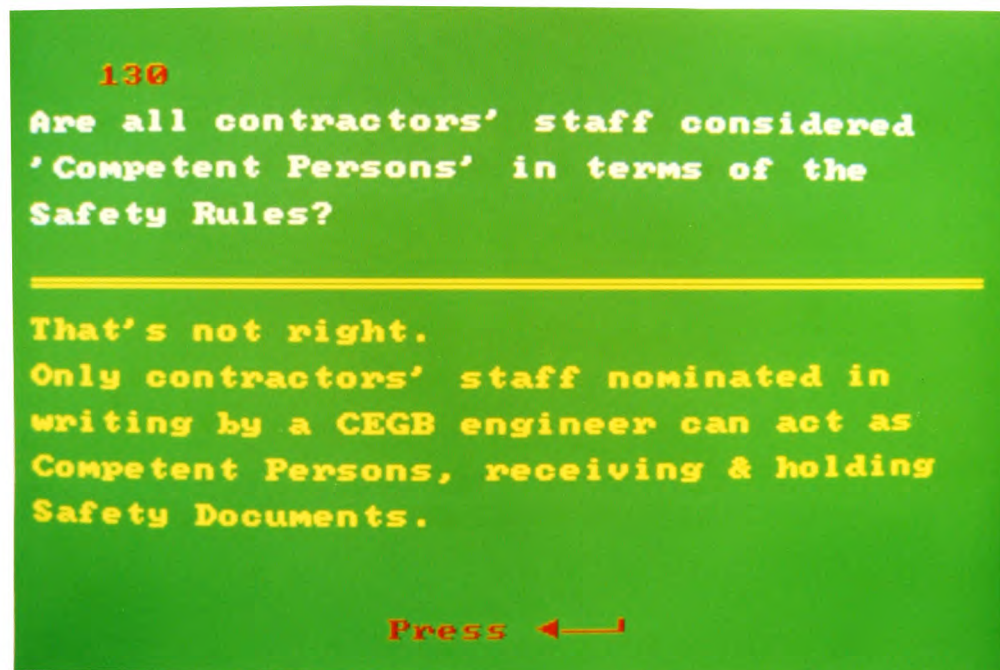 130
Are all contractors' staff considered
'Competent Persons' in terms of the
Safety Rules?
That's not right.
Only contractors' staff nominated in
writing by a CEGB engineer can act as
Competent Persons, receiving & holding
Safety Documents.
Press